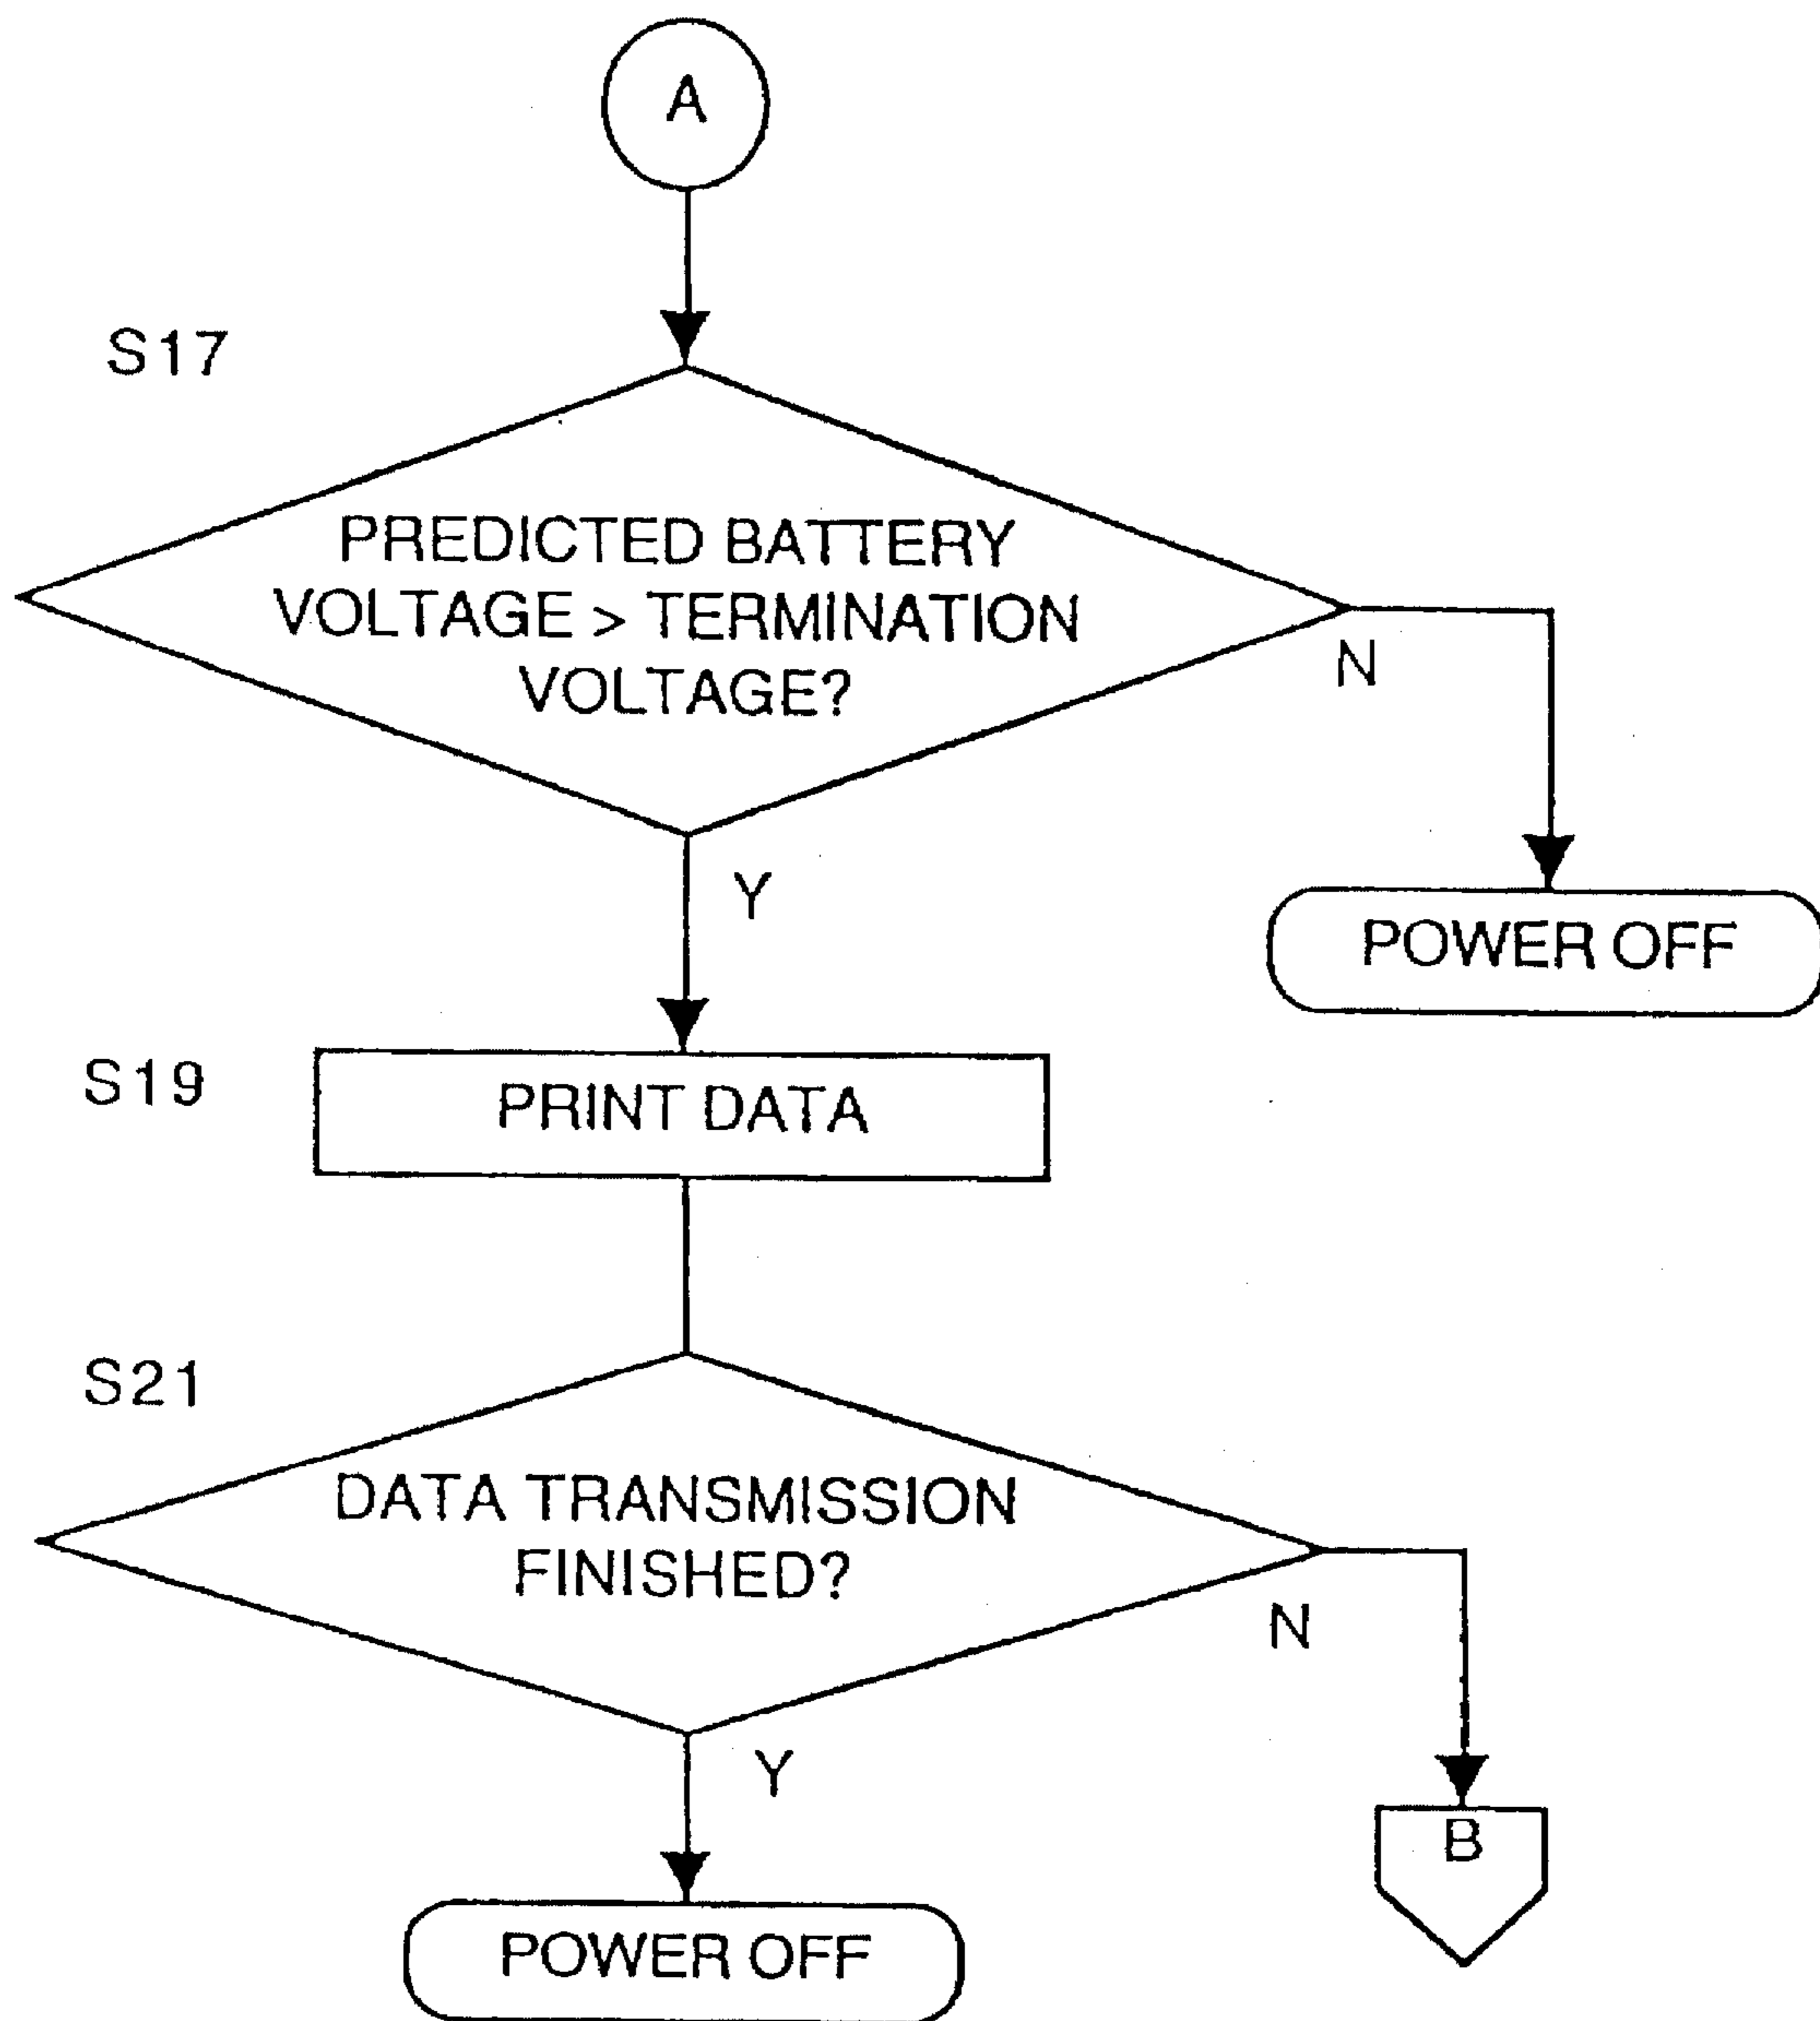 A
S17
PREDICTED BATTERY
VOLTAGE > TERMINATION
VOLTAGE?
N
Y
POWER OFF
S19
PRINT DATA
S21
DATA TRANSMISSION
FINISHED?
N
Y
B
POWER OFF